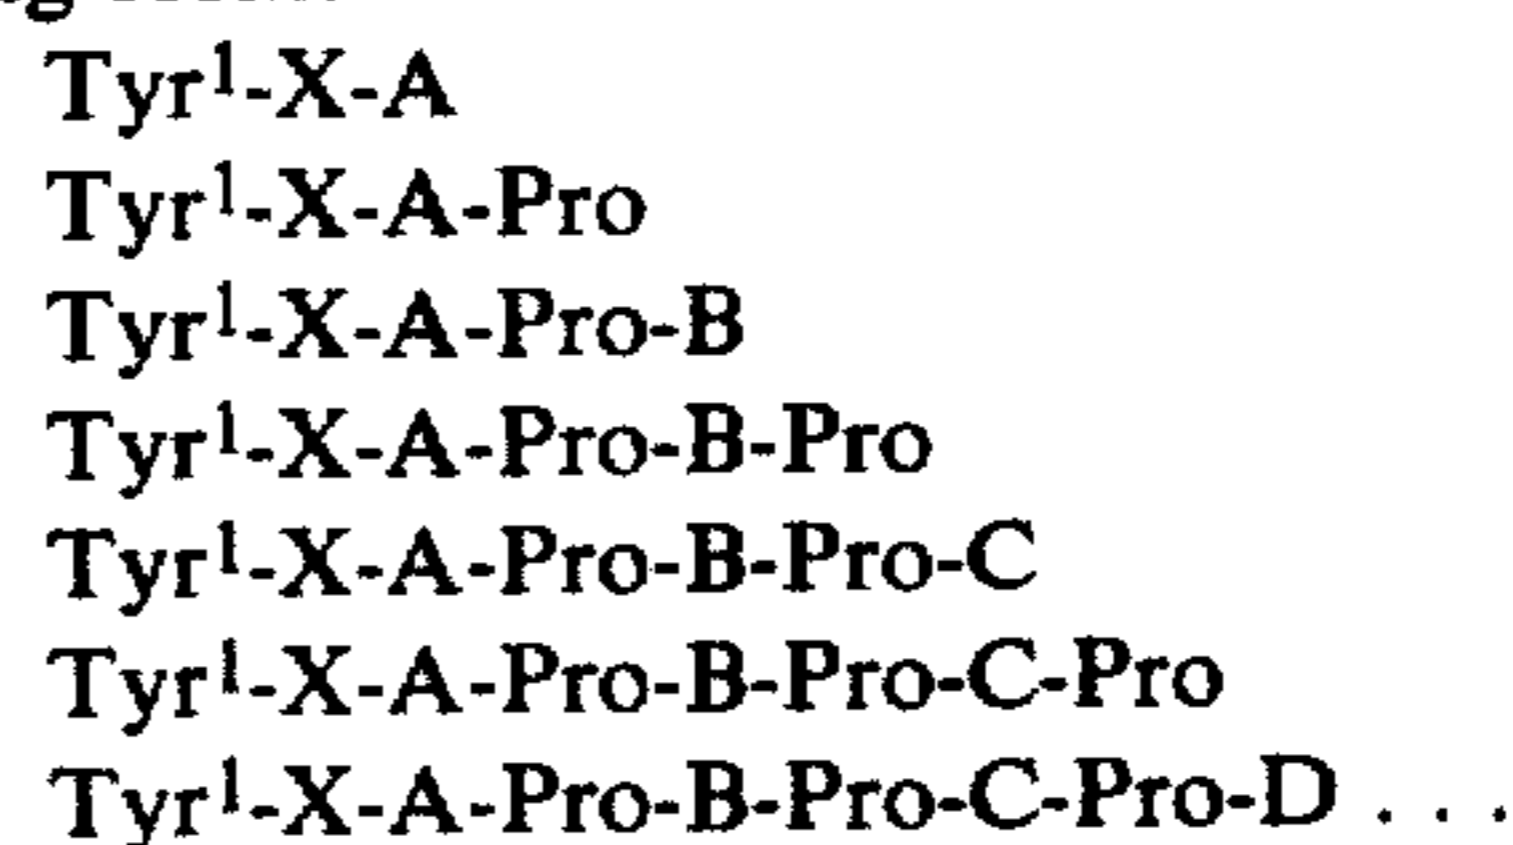 Tyr¹-X-A
Tyr¹-X-A-Pro
Tyr¹-X-A-Pro-B
Tyr¹-X-A-Pro-B-Pro
Tyr¹-X-A-Pro-B-Pro-C
Tyr¹-X-A-Pro-B-Pro-C-Pro
Tyr¹-X-A-Pro-B-Pro-C-Pro-D . . .